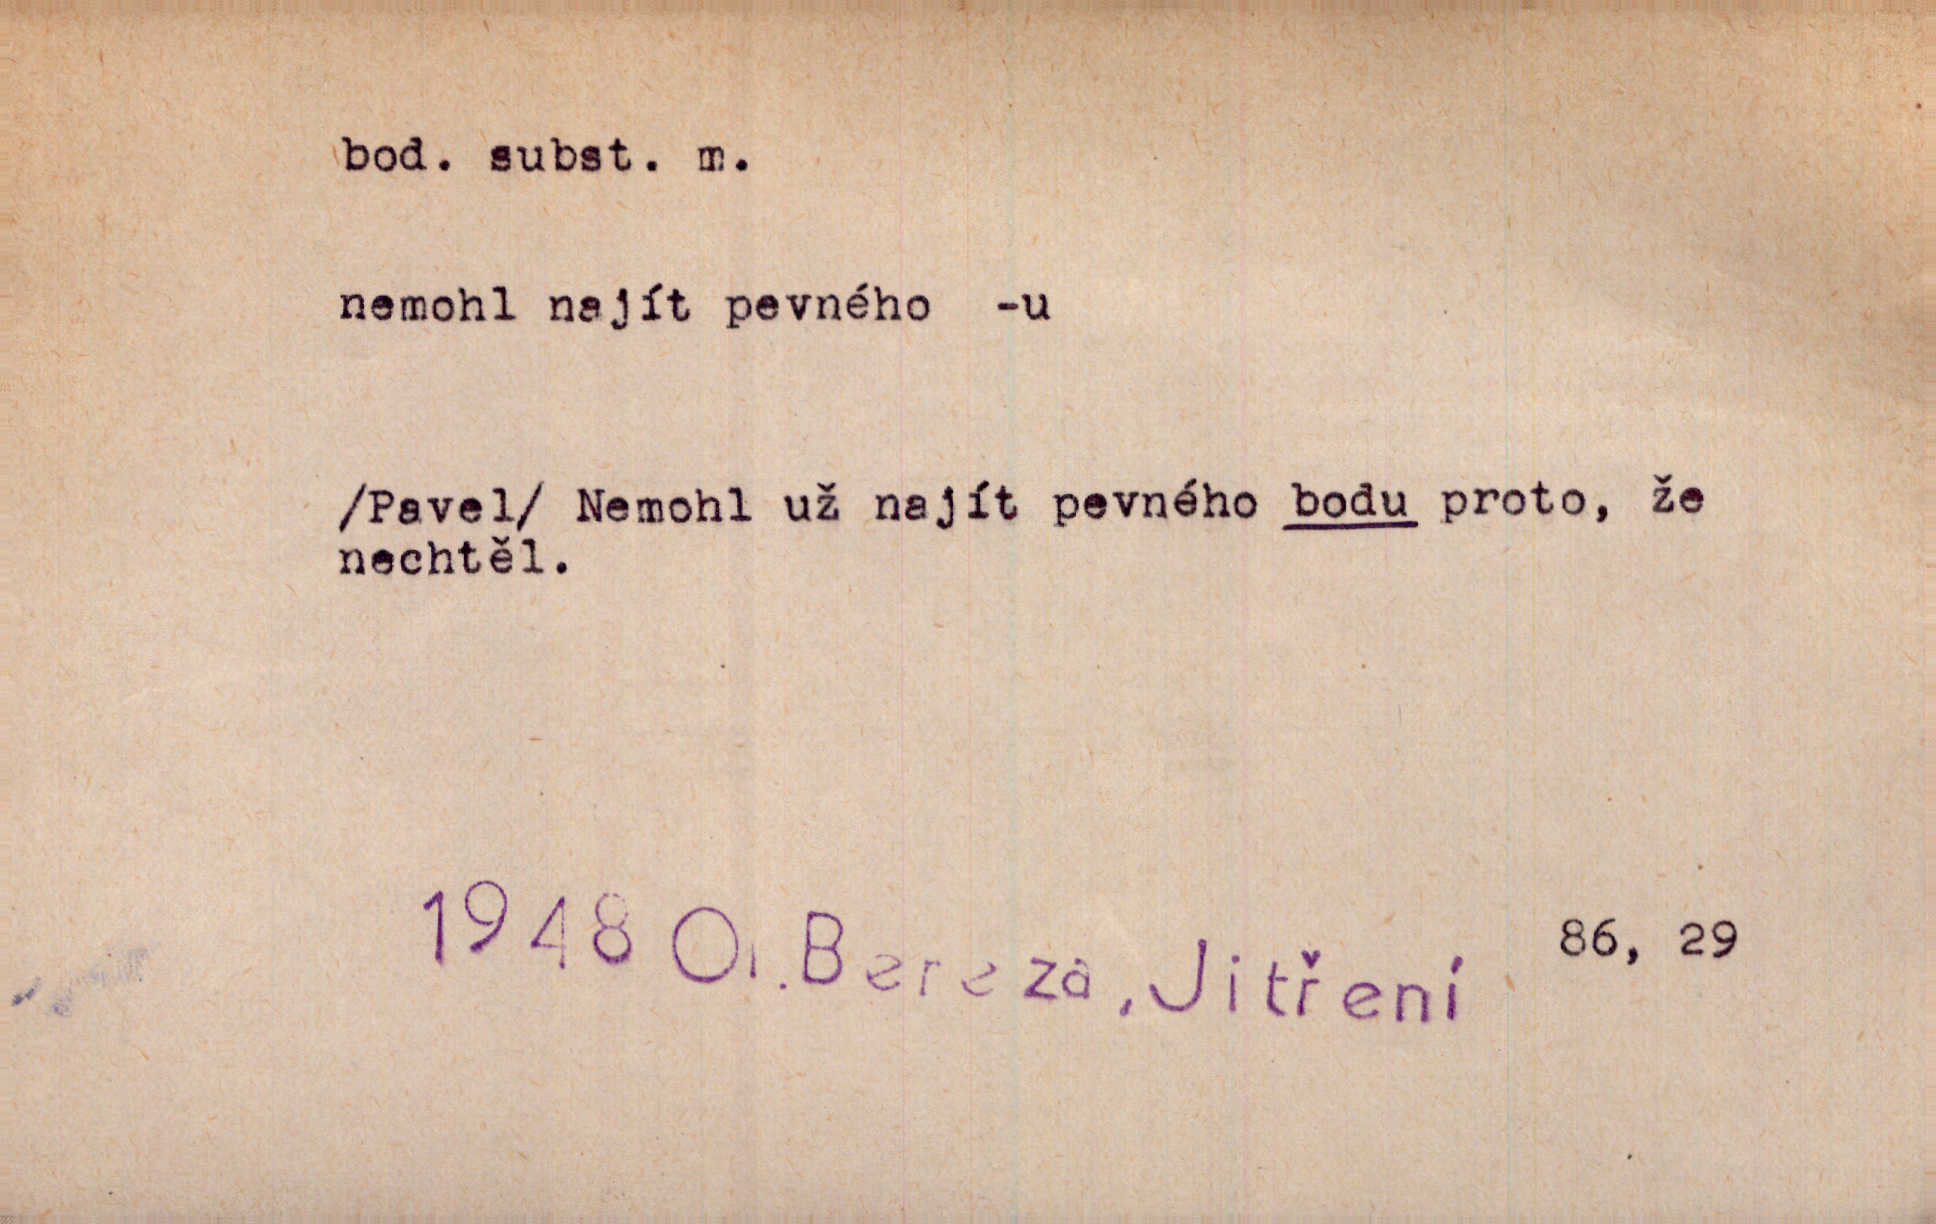 bod. subst. m.
nemohl najít pevného -u
/Pavel/ Nemohl už najít pevného bodu proto, že
nechtěl.
1948 Ol.Bereza,Jitření 86, 29